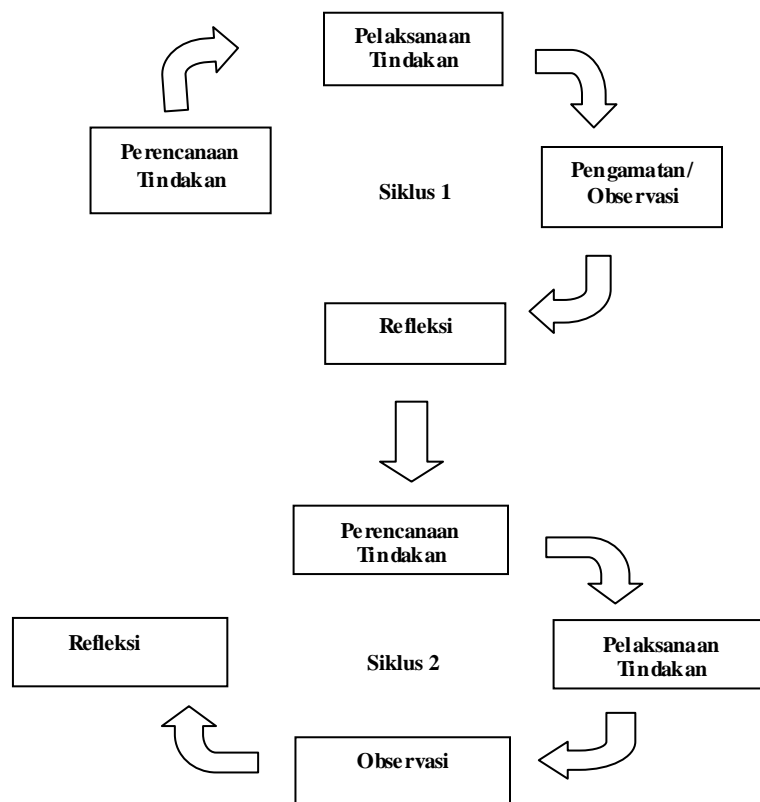 Pelaksanaan
Tindakan
Perencanaan
Tindakan
Pengamatan/
Observasi
Siklus 1
Refleksi
Perencanaan
Tindakan
Refleksi
Siklus 2
Pelaksanaan
Tindakan
Observasi